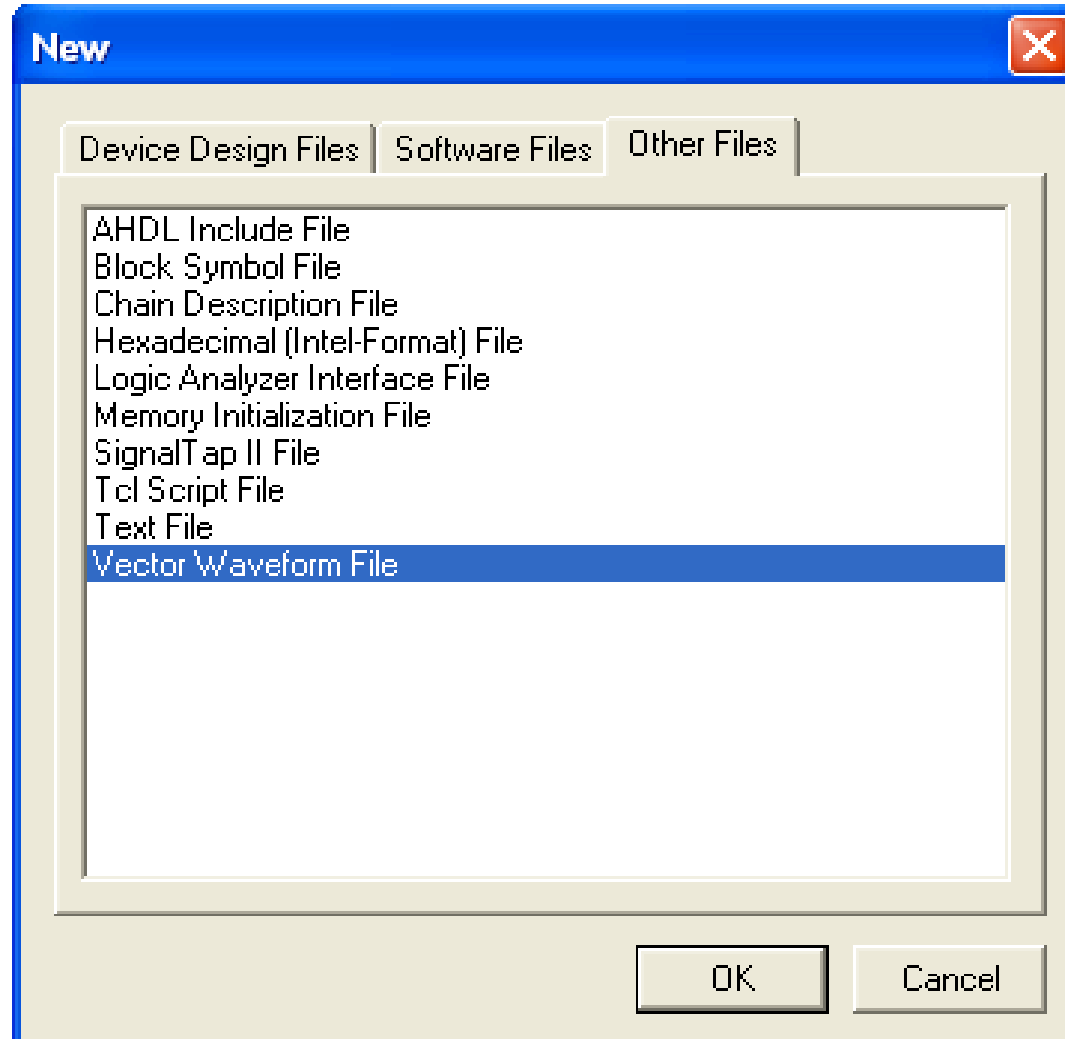 New
Device Design Files
Software Files
Other Files
AHDL Include File
Block Symbol File
Chain Description File
Hexadecimal (Intel-Format) File
Logic Analyzer Interface File
Memory Initialization File
SignalTap II File
Tcl Script File
Text File
Vector Waveform File
OK
Cancel